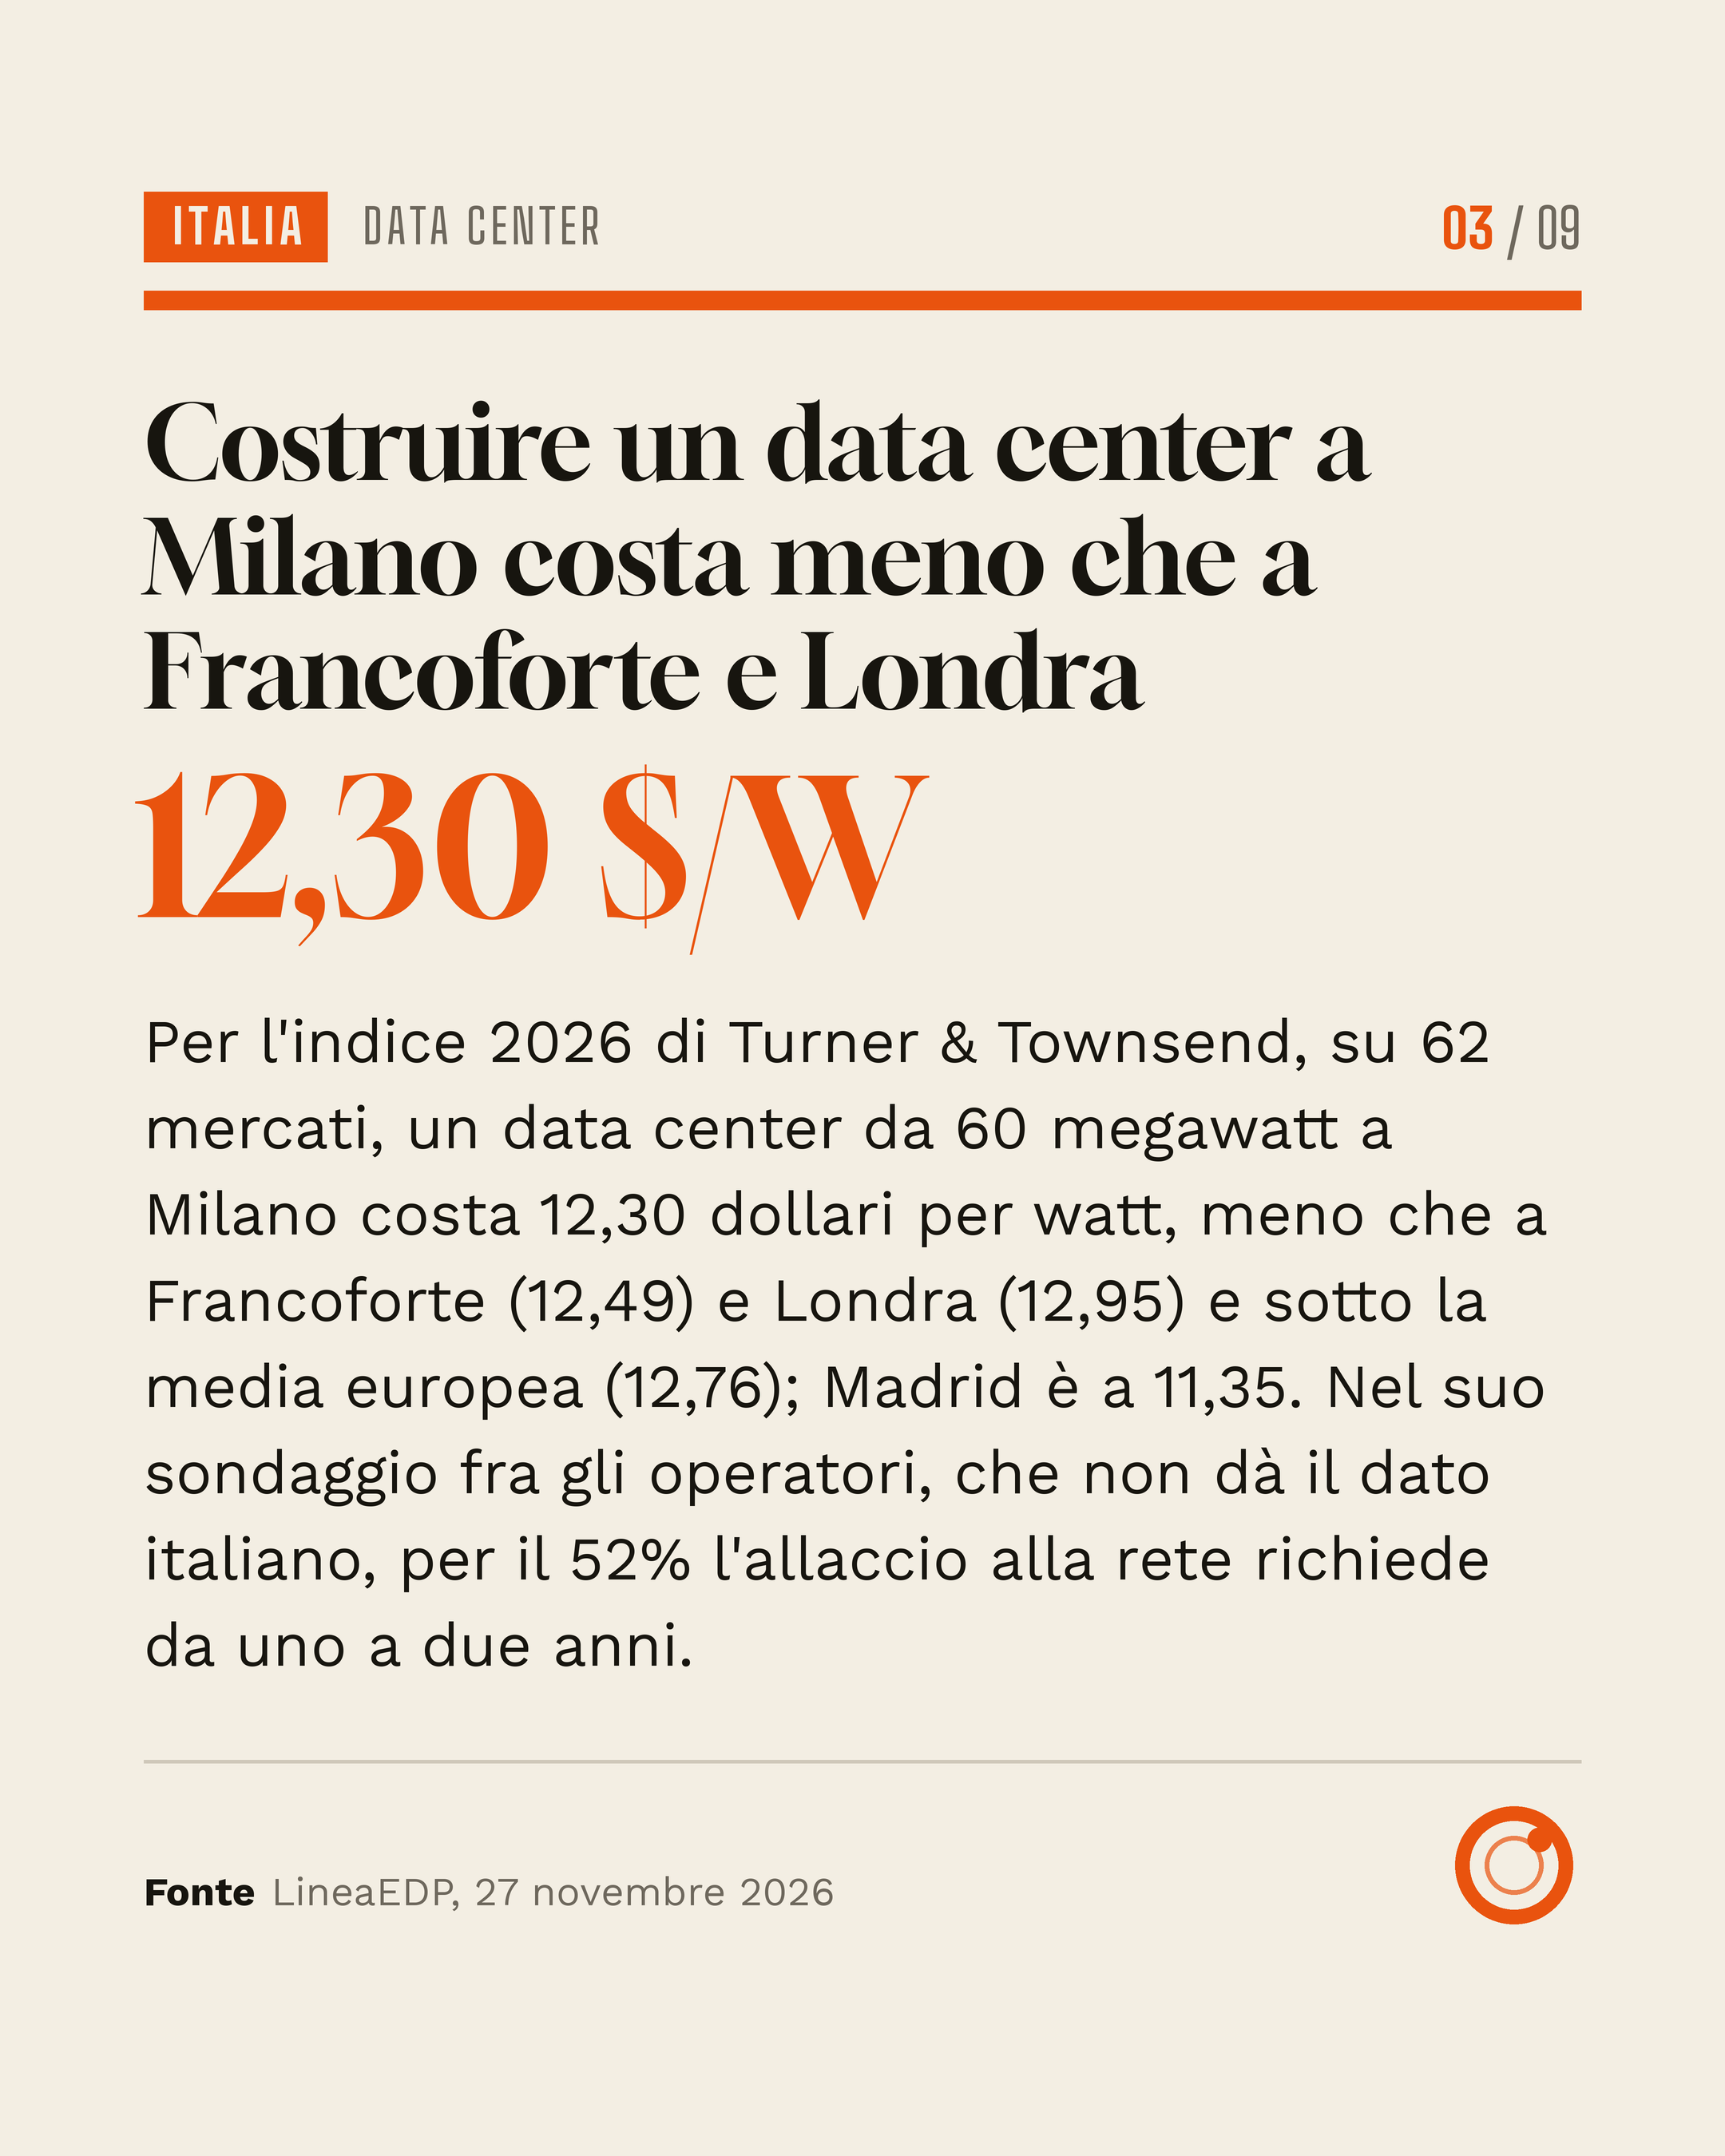 ITALIA DATA CENTER 03 / 09
Costruire un data center a
Milano costa meno che a
Francoforte e Londra
12,30 $/W
Per l'indice 2026 di Turner & Townsend, su 62
mercati, un data center da 60 megawatt a
Milano costa 12,30 dollari per watt, meno che a
Francoforte (12,49) e Londra (12,95) e sotto la
media europea (12,76); Madrid è a 11,35. Nel suo
sondaggio fra gli operatori, che non dà il dato
italiano, per il 52% l'allaccio alla rete richiede
da uno a due anni.
Fonte LineaEDP, 27 novembre 2026